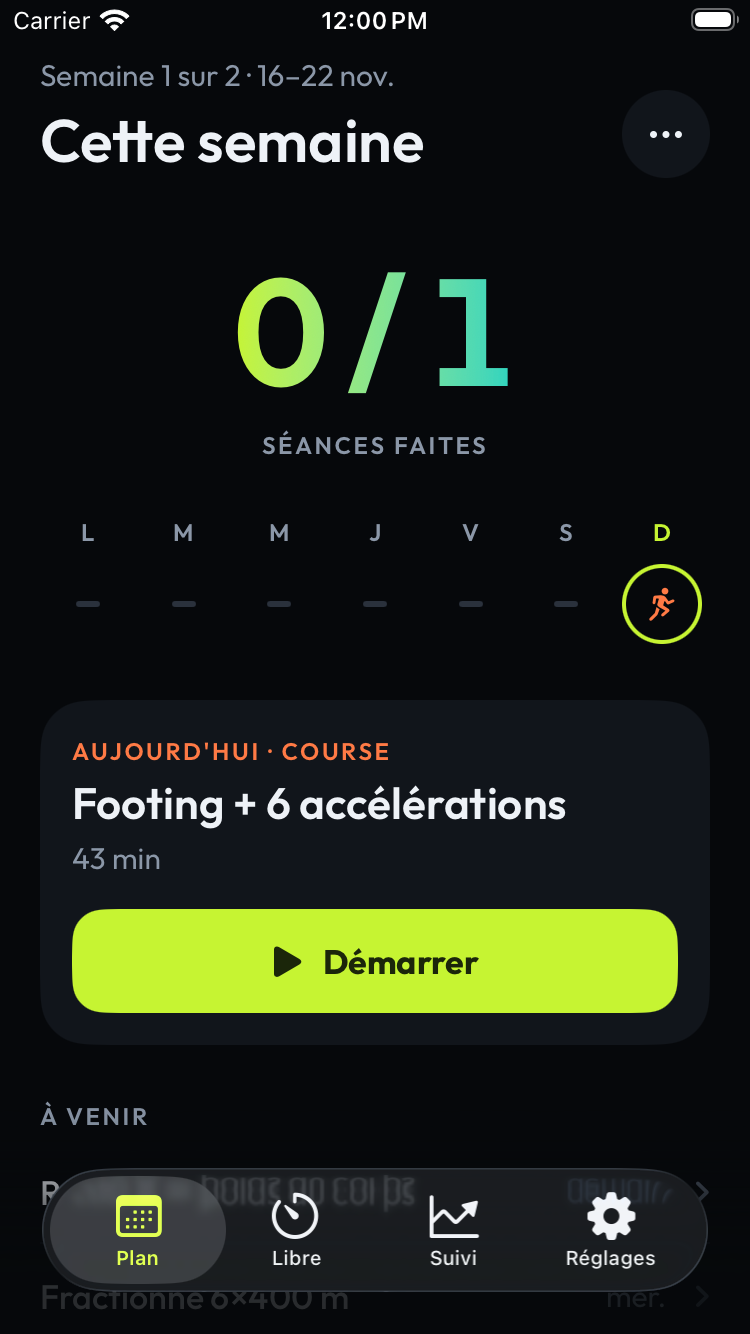 Carrier 12:00 PM
Semaine 1 sur 2 · 16–22 nov.
Cette semaine
0/1
SÉANCES FAITES
L M M J V S D
AUJOURD'HUI · COURSE
Footing + 6 accélérations
43 min
Démarrer
À VENIR
Plan Libre Suivi Réglages
Fractionné 6×400 m mer.